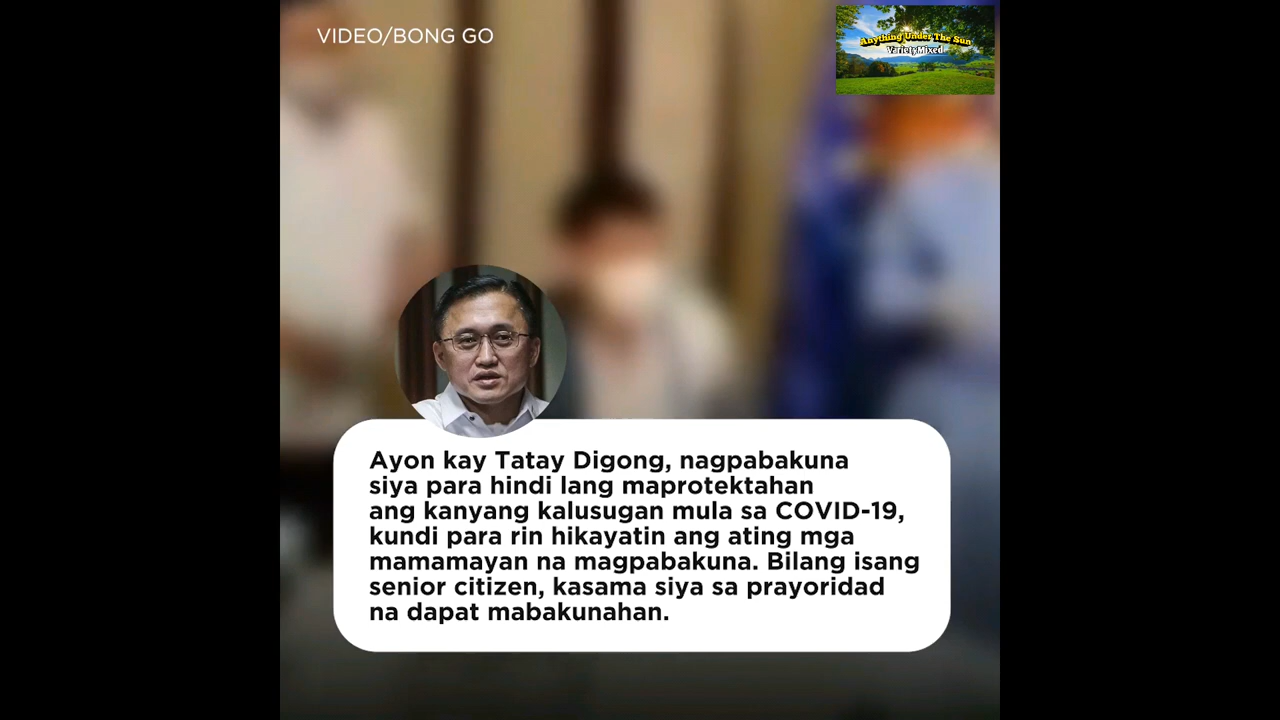 VIDEO/BONG GO
Anything Under The Sun
Variety Mixed
Ayon kay Tatay Digong, nagpabakuna
siya para hindi lang maprotektahan
ang kanyang kalusugan mula sa COVID-19,
kundi para rin hikayatin ang ating mga
mamamayan na magpabakuna. Bilang isang
senior citizen, kasama siya sa prayoridad
na dapat mabakunahan.